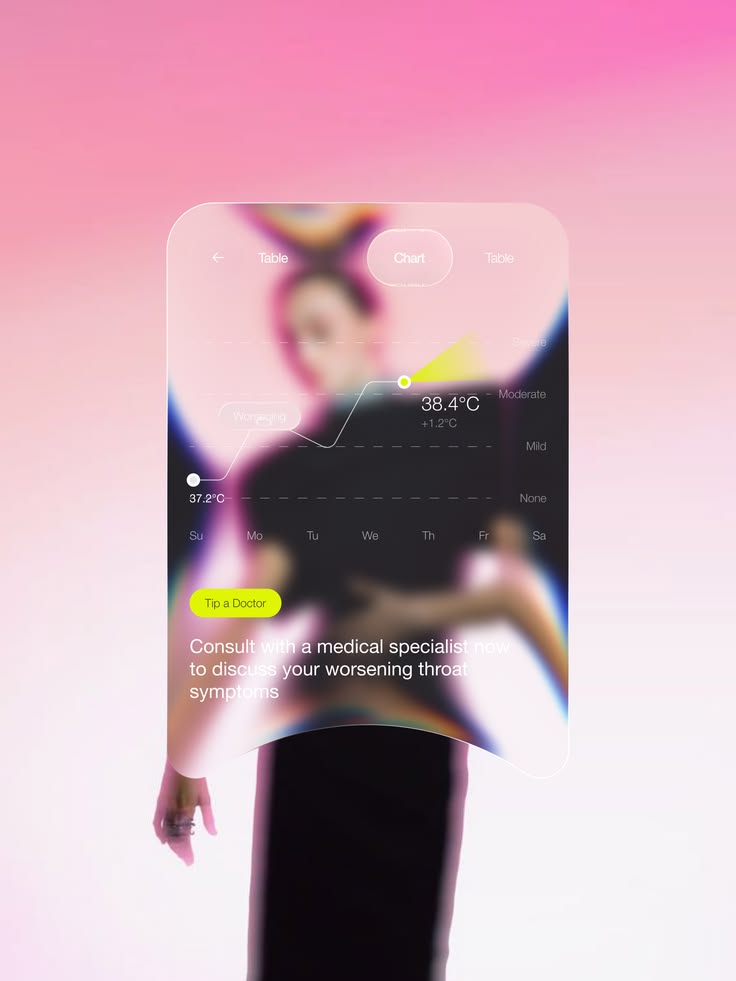 ← Table Chart Table
Severe
Moderate
38.4°C
Worsening
+1.2°C
Mild
37.2°C
None
Su Mo Tu We Th Fr Sa
Tip a Doctor
Consult with a medical specialist now
to discuss your worsening throat
symptoms